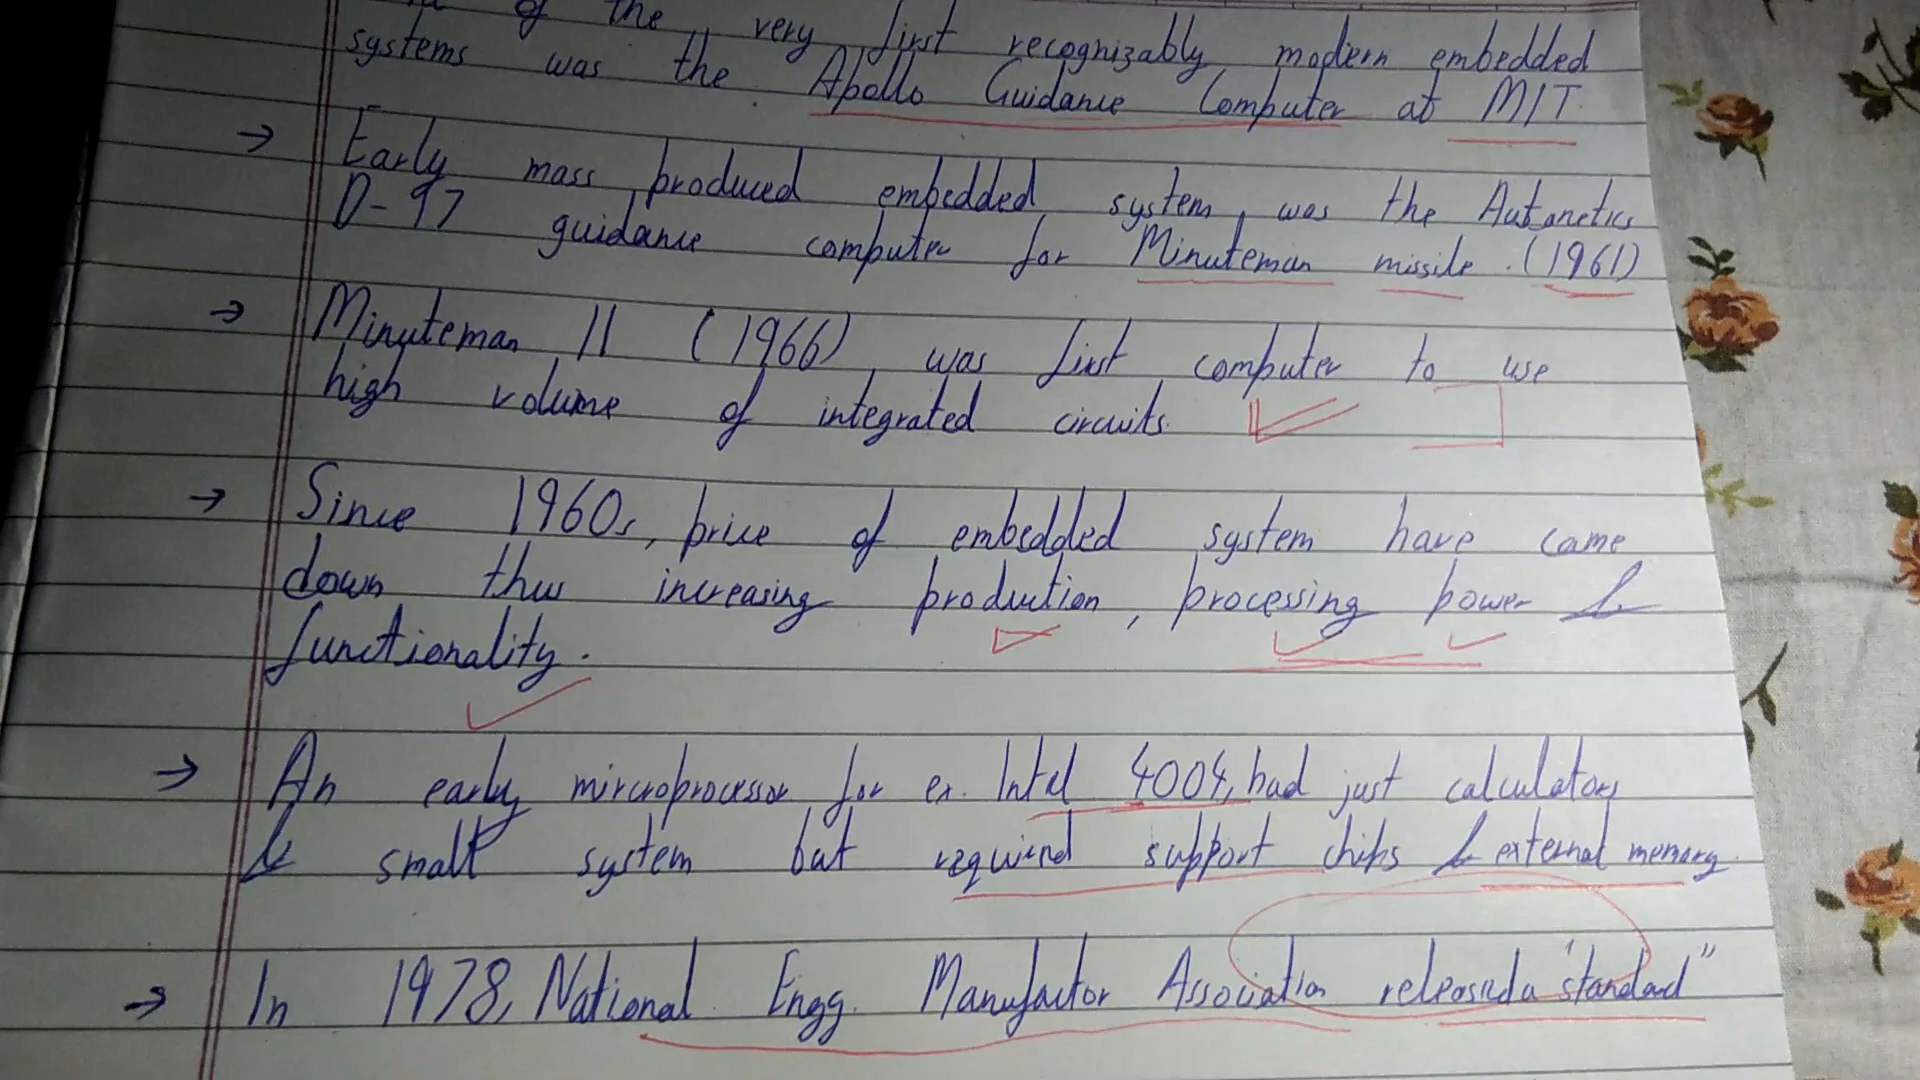 of the very first recognizably modern embedded
systems was the Apollo Guidance Computer at MIT
→ Early mass produced embedded system, was the Autonetics
D-97 guidance computer for Minuteman missile. (1961)
→ Minuteman II (1966), was first computer to use
high volume of integrated circuits.
→ Since 1960s, price of embedded system have came
down thus increasing production, processing power &
functionality.
→ An early mircroprocessor for ex. Intel 4004, had just calculators
& small system but required support chips & external memory.
→ In 1978, National Engg. Manufactor Association released a "standard"